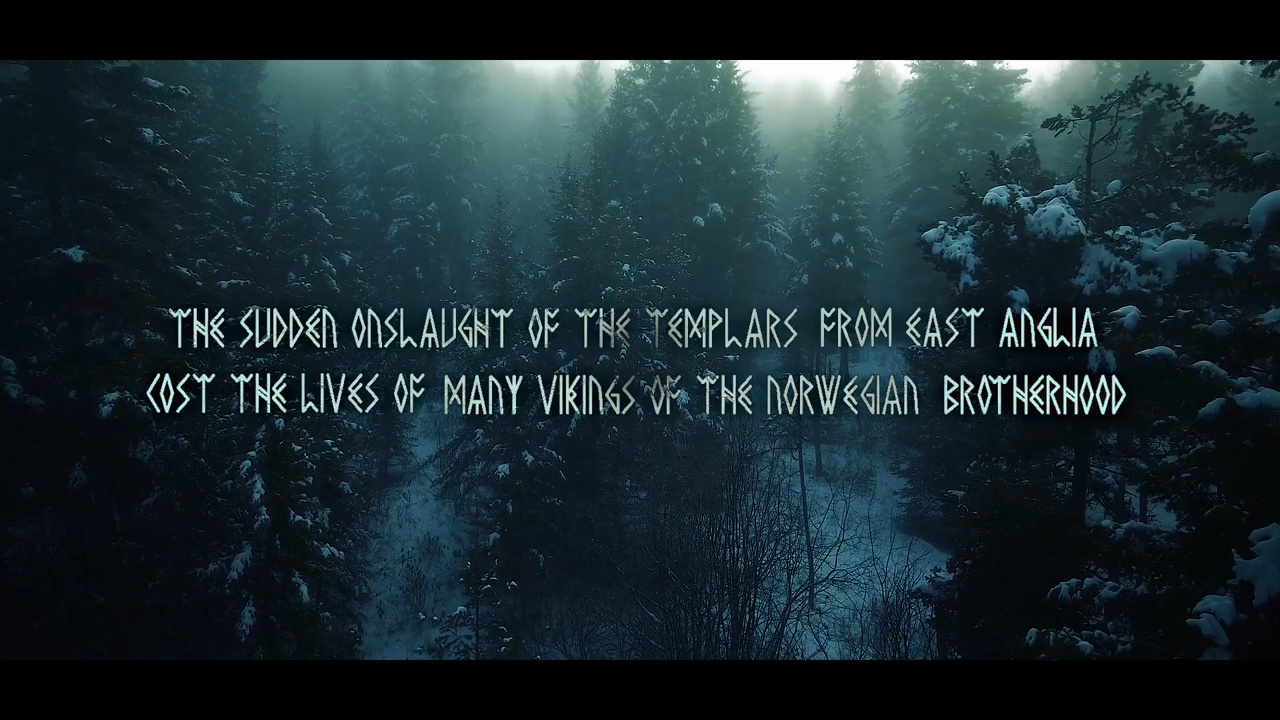 THE SUDDEN ONSLAUGHT OF THE TEMPLARS FROM EAST ANGLIA
COST THE LIVES OF MANY VIKINGS OF THE NORWEGIAN BROTHERHOOD